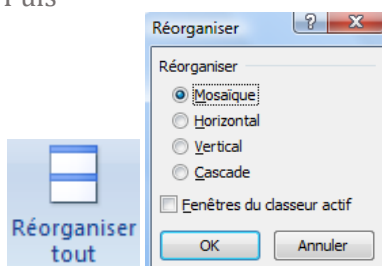 Puis
Réorganiser
Réorganiser
Mosaïque
Horizontal
Vertical
Cascade
Fenêtres du classeur actif
OK Annuler
Réorganiser
tout